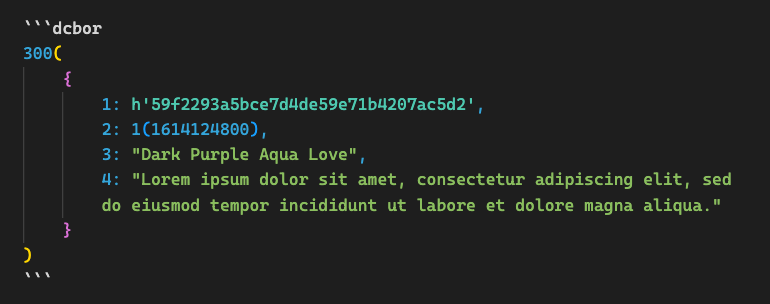 ```dcbor
300(
    {
        1: h'59f2293a5bce7d4de59e71b4207ac5d2',
        2: 1(1614124800),
        3: "Dark Purple Aqua Love",
        4: "Lorem ipsum dolor sit amet, consectetur adipiscing elit, sed
        do eiusmod tempor incididunt ut labore et dolore magna aliqua."
    }
)
```